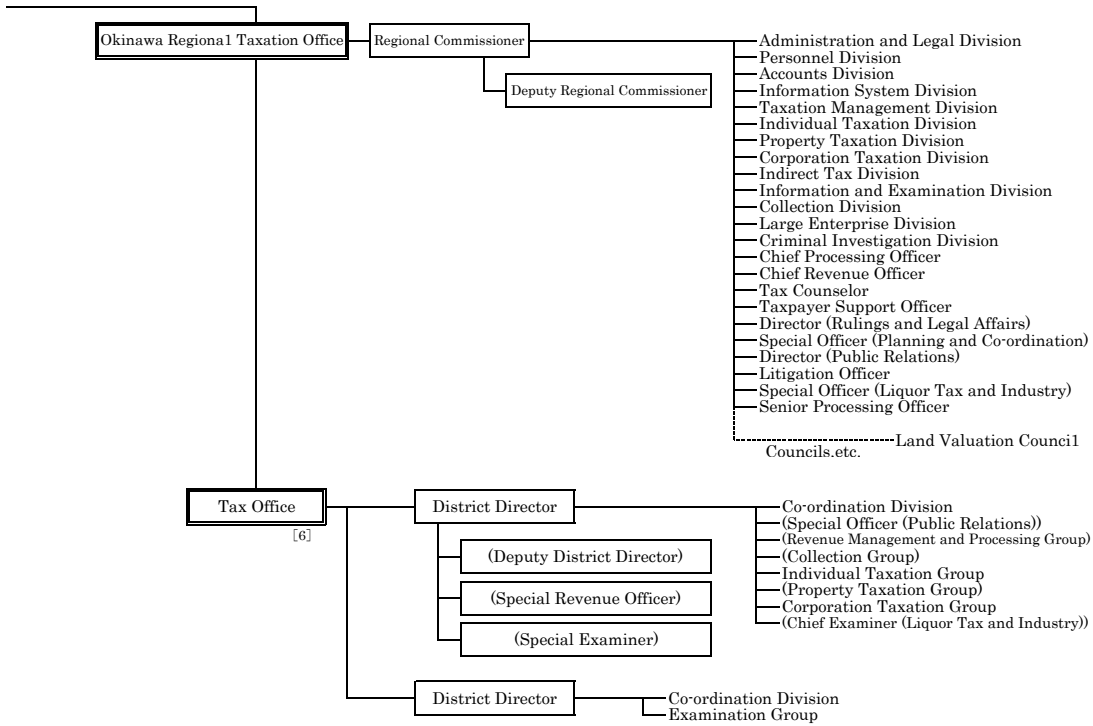 Okinawa Regiona1 Taxation Office
Regional Commissioner
Deputy Regional Commissioner
Administration and Legal Division
Personnel Division
Accounts Division
Information System Division
Taxation Management Division
Individual Taxation Division
Property Taxation Division
Corporation Taxation Division
Indirect Tax Division
Information and Examination Division
Collection Division
Large Enterprise Division
Criminal Investigation Division
Chief Processing Officer
Chief Revenue Officer
Tax Counselor
Taxpayer Support Officer
Director (Rulings and Legal Affairs)
Special Officer (Planning and Co-ordination)
Director (Public Relations)
Litigation Officer
Special Officer (Liquor Tax and Industry)
Senior Processing Officer
Land Valuation Counci1
Councils.etc.
Tax Office
[6]
District Director
(Deputy District Director)
(Special Revenue Officer)
(Special Examiner)
Co-ordination Division
(Special Officer (Public Relations))
(Revenue Management and Processing Group)
(Collection Group)
Individual Taxation Group
(Property Taxation Group)
Corporation Taxation Group
(Chief Examiner (Liquor Tax and Industry))
District Director
Co-ordination Division
Examination Group